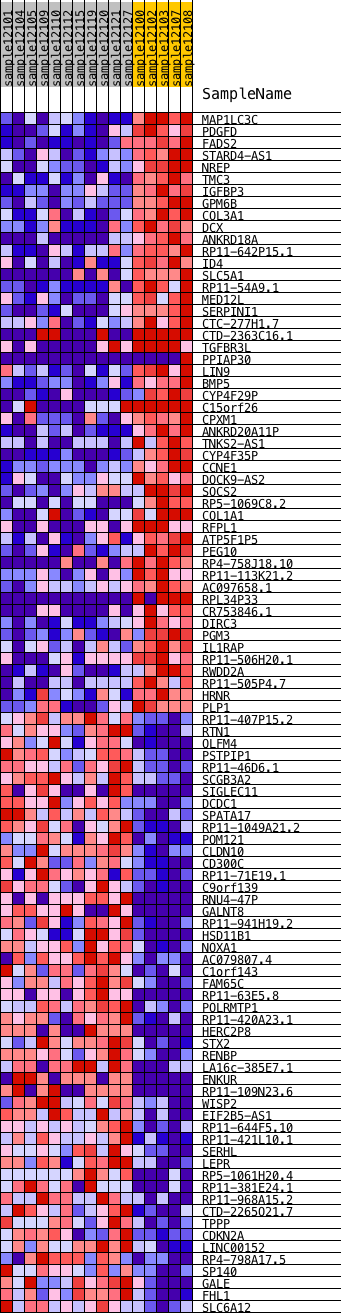 sample12101
sample12104
sample12105
sample12109
sample12110
sample12112
sample12115
sample12119
sample12120
sample12121
sample12127
sample12100
sample12102
sample12103
sample12107
sample12108
SampleName
MAP1LC3C
PDGFD
FADS2
STARD4-AS1
NREP
TMC3
IGFBP3
GPM6B
COL3A1
DCX
ANKRD18A
RP11-642P15.1
ID4
SLC5A1
RP11-54A9.1
MED12L
SERPINI1
CTC-277H1.7
CTD-2363C16.1
TGFBR3L
PPIAP30
LIN9
BMP5
CYP4F29P
C15orf26
CPXM1
ANKRD20A11P
TNKS2-AS1
CYP4F35P
CCNE1
DOCK9-AS2
SOCS2
RP5-1069C8.2
COL1A1
RFPL1
ATP5F1P5
PEG10
RP4-758J18.10
RP11-113K21.2
AC097658.1
RPL34P33
CR753846.1
DIRC3
PGM3
IL1RAP
RP11-506H20.1
RWDD2A
RP11-505P4.7
HRNR
PLP1
RP11-407P15.2
RTN1
OLFM4
PSTPIP1
RP11-46D6.1
SCGB3A2
SIGLEC11
DCDC1
SPATA17
RP11-1049A21.2
POM121
CLDN10
CD300C
RP11-71E19.1
C9orf139
RNU4-47P
GALNT8
RP11-941H19.2
HSD11B1
NOXA1
AC079807.4
C1orf143
FAM65C
RP11-63E5.8
POLRMTP1
RP11-420A23.1
HERC2P8
STX2
RENBP
LA16c-385E7.1
ENKUR
RP11-109N23.6
WISP2
EIF2B5-AS1
RP11-644F5.10
RP11-421L10.1
SERHL
LEPR
RP5-1061H20.4
RP11-381E24.1
RP11-968A15.2
CTD-2265O21.7
TPPP
CDKN2A
LINC00152
RP4-798A17.5
SP140
GALE
FHL1
SLC6A12